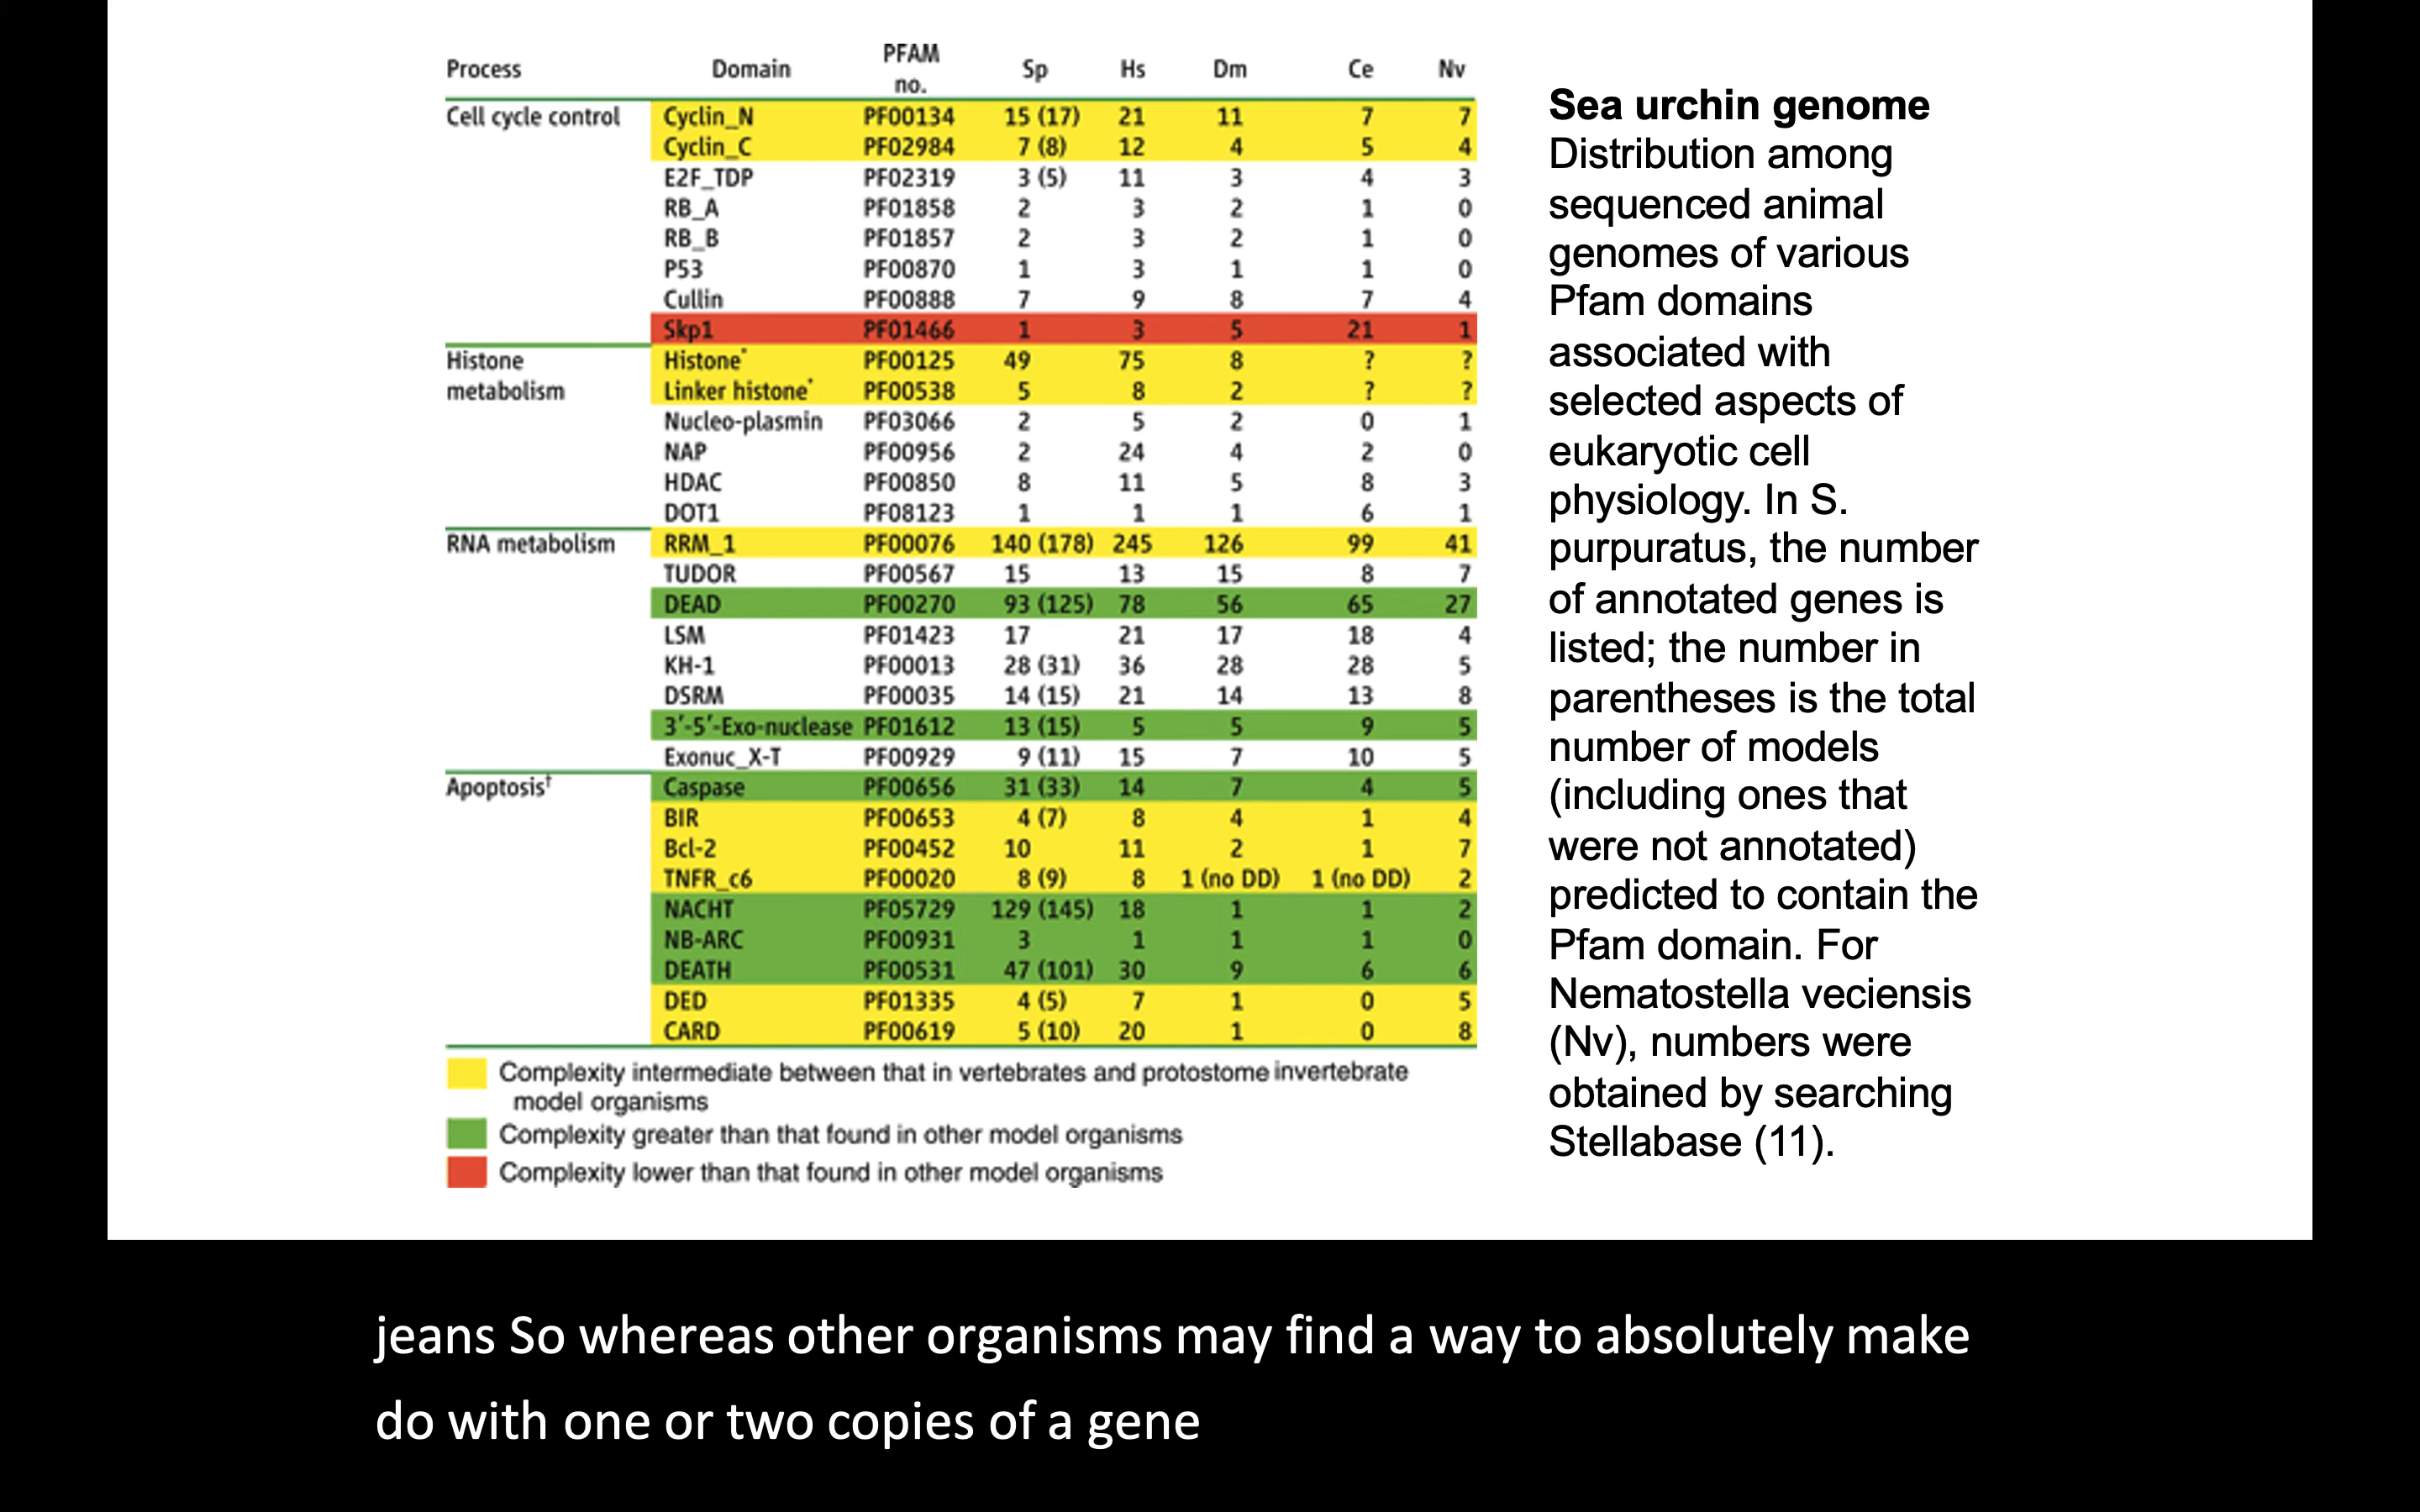 Process Domain PFAM no. Sp Hs Dm Ce Nv
Cell cycle control Cyclin_N PF00134 15 (17) 21 11 7 7
Cyclin_C PF02984 7 (8) 12 4 5 4
E2F_TDP PF02319 3 (5) 11 3 4 3
RB_A PF01858 2 3 2 1 0
RB_B PF01857 2 3 2 1 0
P53 PF00870 1 3 1 1 0
Cullin PF00888 7 9 8 7 4
Skp1 PF01466 1 3 5 21 1
Histone metabolism Histone* PF00125 49 75 8 ? ?
Linker histone* PF00538 5 8 2 ? ?
Nucleo-plasmin PF03066 2 5 2 0 1
NAP PF00956 2 24 4 2 0
HDAC PF00850 8 11 5 8 3
DOT1 PF08123 1 1 1 6 1
RNA metabolism RRM_1 PF00076 140 (178) 245 126 99 41
TUDOR PF00567 15 13 15 8 7
DEAD PF00270 93 (125) 78 56 65 27
LSM PF01423 17 21 17 18 4
KH-1 PF00013 28 (31) 36 28 28 5
DSRM PF00035 14 (15) 21 14 13 8
3′-5′-Exo-nuclease PF01612 13 (15) 5 5 9 5
Exonuc_X-T PF00929 9 (11) 15 7 10 5
Apoptosis† Caspase PF00656 31 (33) 14 7 4 5
BIR PF00653 4 (7) 8 4 1 4
Bcl-2 PF00452 10 11 2 1 7
TNFR_c6 PF00020 8 (9) 8 1 (no DD) 1 (no DD) 2
NACHT PF05729 129 (145) 18 1 1 2
NB-ARC PF00931 3 1 1 1 0
DEATH PF00531 47 (101) 30 9 6 6
DED PF01335 4 (5) 7 1 0 5
CARD PF00619 5 (10) 20 1 0 8
Complexity intermediate between that in vertebrates and protostome invertebrate
model organisms
Complexity greater than that found in other model organisms
Complexity lower than that found in other model organisms
Sea urchin genome
Distribution among
sequenced animal
genomes of various
Pfam domains
associated with
selected aspects of
eukaryotic cell
physiology. In S.
purpuratus, the number
of annotated genes is
listed; the number in
parentheses is the total
number of models
(including ones that
were not annotated)
predicted to contain the
Pfam domain. For
Nematostella veciensis
(Nv), numbers were
obtained by searching
Stellabase (11).
jeans So whereas other organisms may find a way to absolutely make
do with one or two copies of a gene